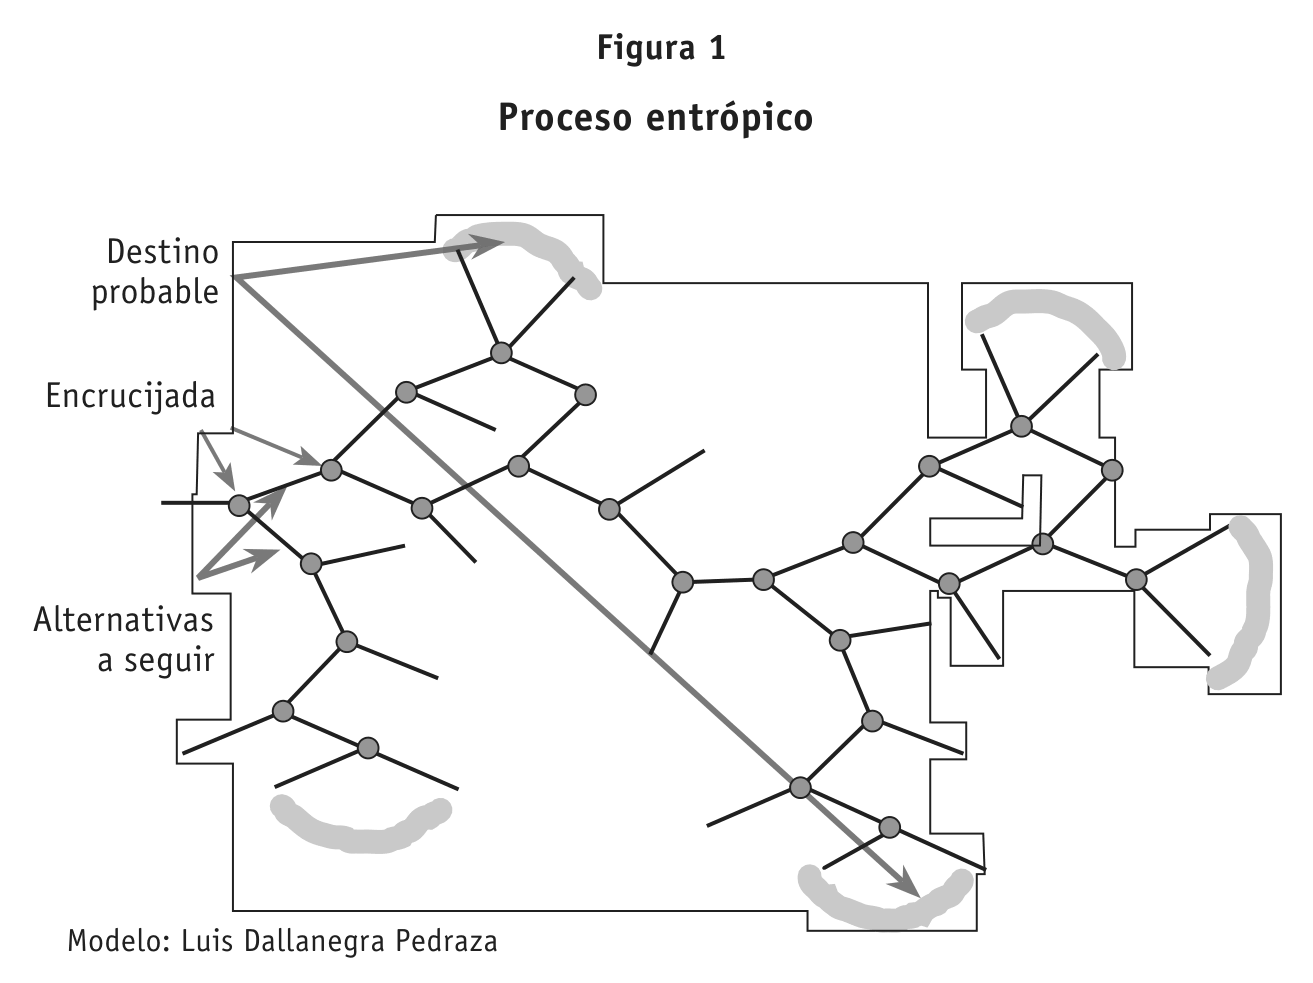 Figura 1
Proceso entrópico
Destino
probable
Encrucijada
Alternativas
a seguir
Modelo: Luis Dallanegra Pedraza